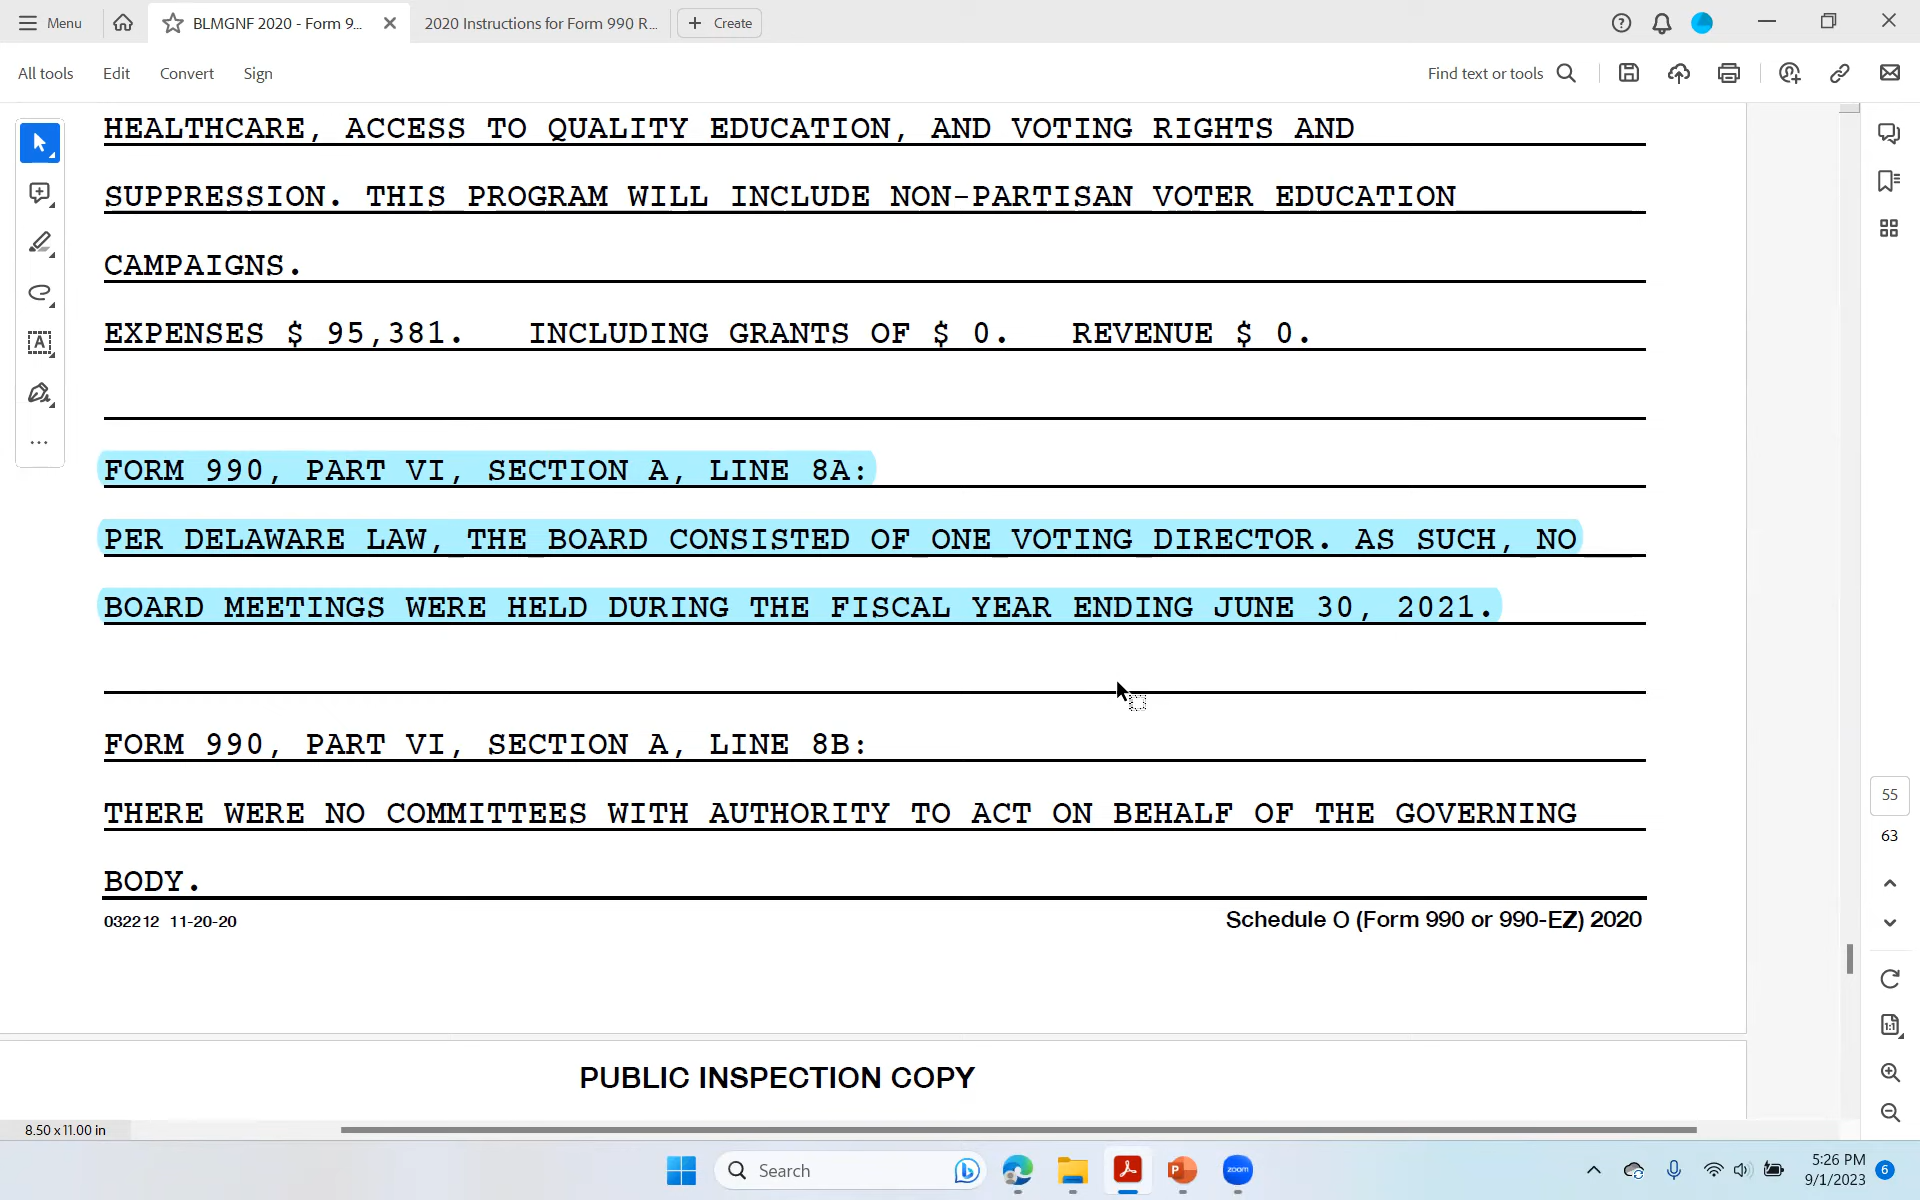 Menu
BLMGNF 2020 - Form 9...
2020 Instructions for Form 990 R...
Create
All tools
Edit
Convert
Sign
Find text or tools
HEALTHCARE, ACCESS TO QUALITY EDUCATION, AND VOTING RIGHTS AND
SUPPRESSION. THIS PROGRAM WILL INCLUDE NON-PARTISAN VOTER EDUCATION
CAMPAIGNS.
EXPENSES $ 95,381. INCLUDING GRANTS OF $ 0. REVENUE $ 0.
FORM 990, PART VI, SECTION A, LINE 8A:
PER DELAWARE LAW, THE BOARD CONSISTED OF ONE VOTING DIRECTOR. AS SUCH, NO
BOARD MEETINGS WERE HELD DURING THE FISCAL YEAR ENDING JUNE 30, 2021.
FORM 990, PART VI, SECTION A, LINE 8B:
THERE WERE NO COMMITTEES WITH AUTHORITY TO ACT ON BEHALF OF THE GOVERNING
BODY.
032212 11-20-20
Schedule O (Form 990 or 990-EZ) 2020
PUBLIC INSPECTION COPY
55
63
8.50 x 11.00 in
Search
zoom
5:26 PM
9/1/2023
6